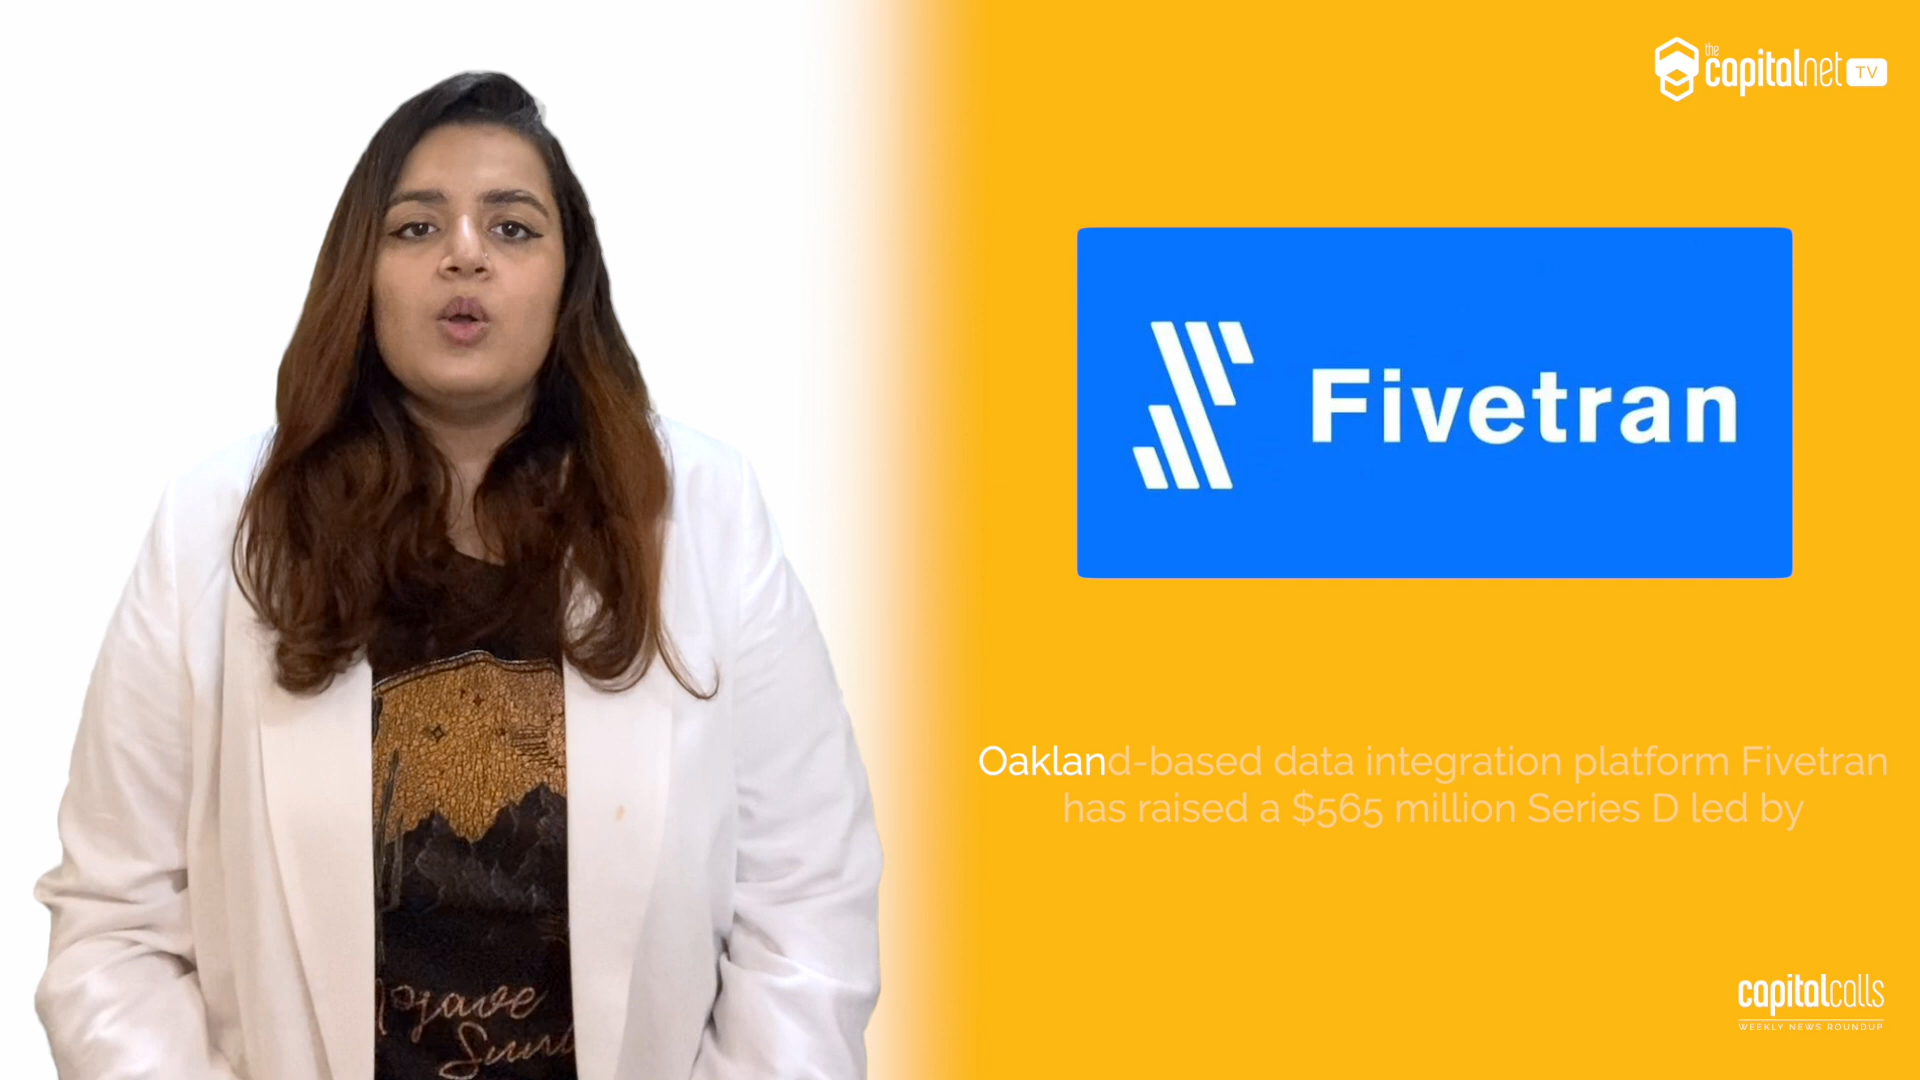 the
capitalnet TV
Fivetran
Oakland-based data integration platform Fivetran
has raised a $565 million Series D led by
capitalcalls
WEEKLY NEWS ROUNDUP